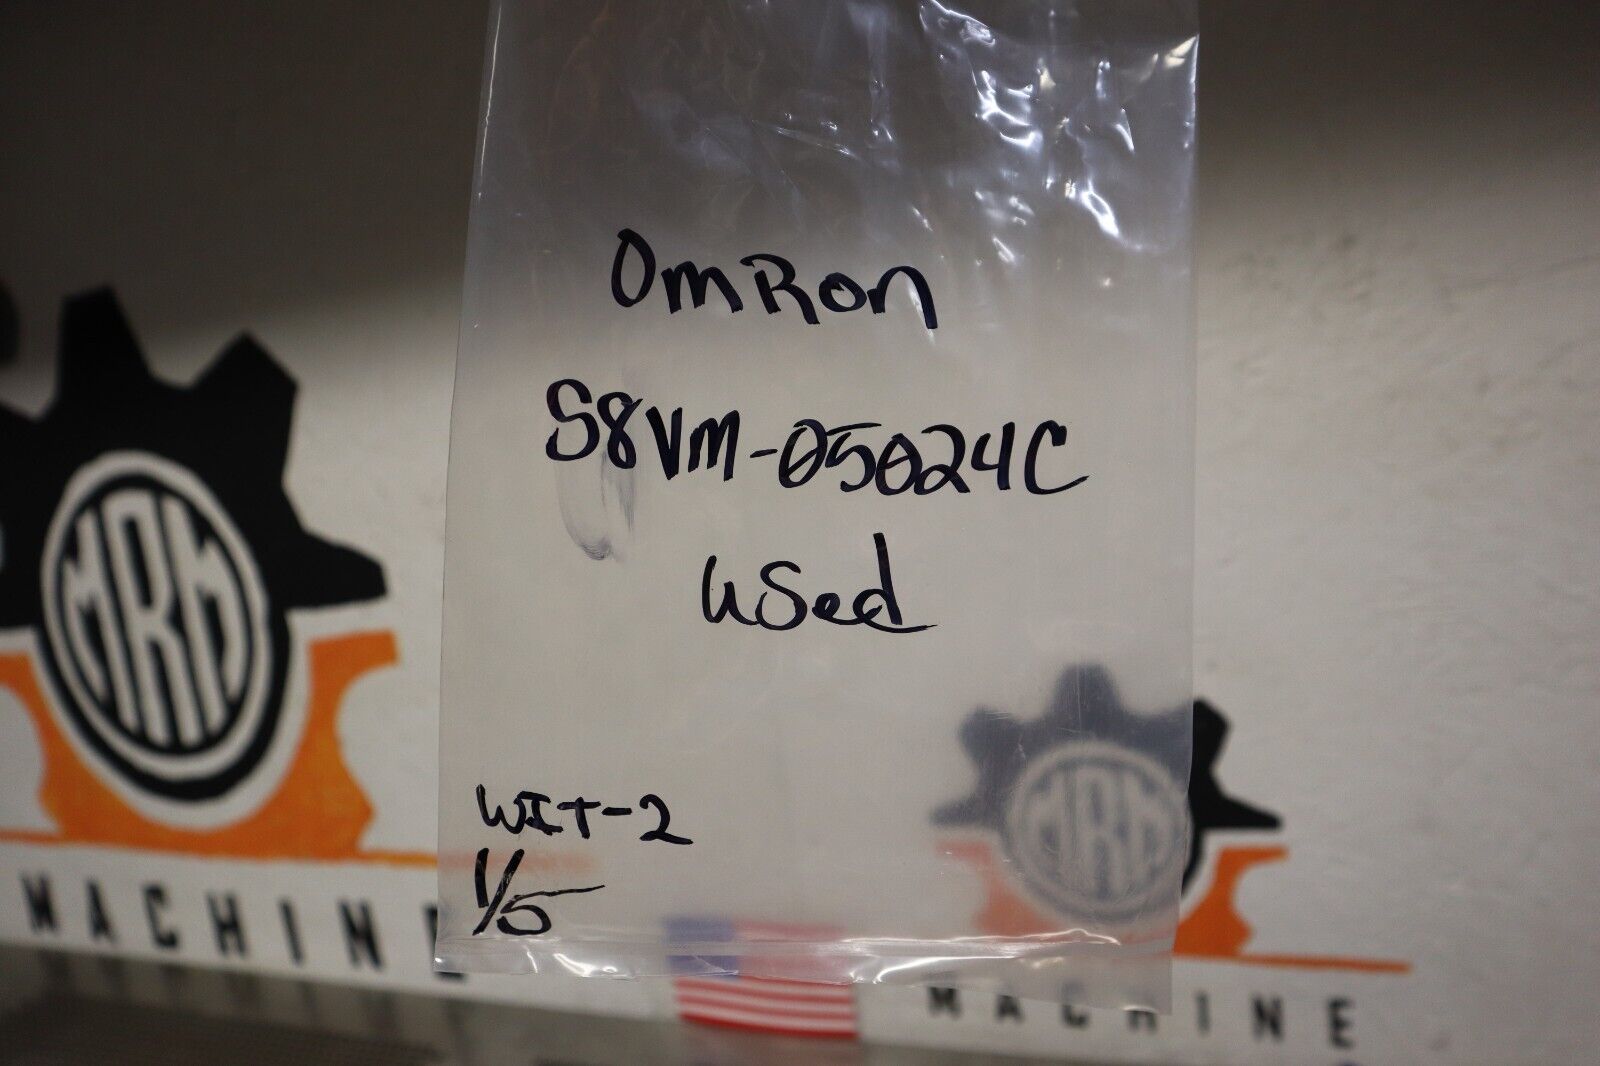 OmRon
S8VM-05024C
used
WIT-2
1/5
MRM
MACHINE
MRM
MACHINE